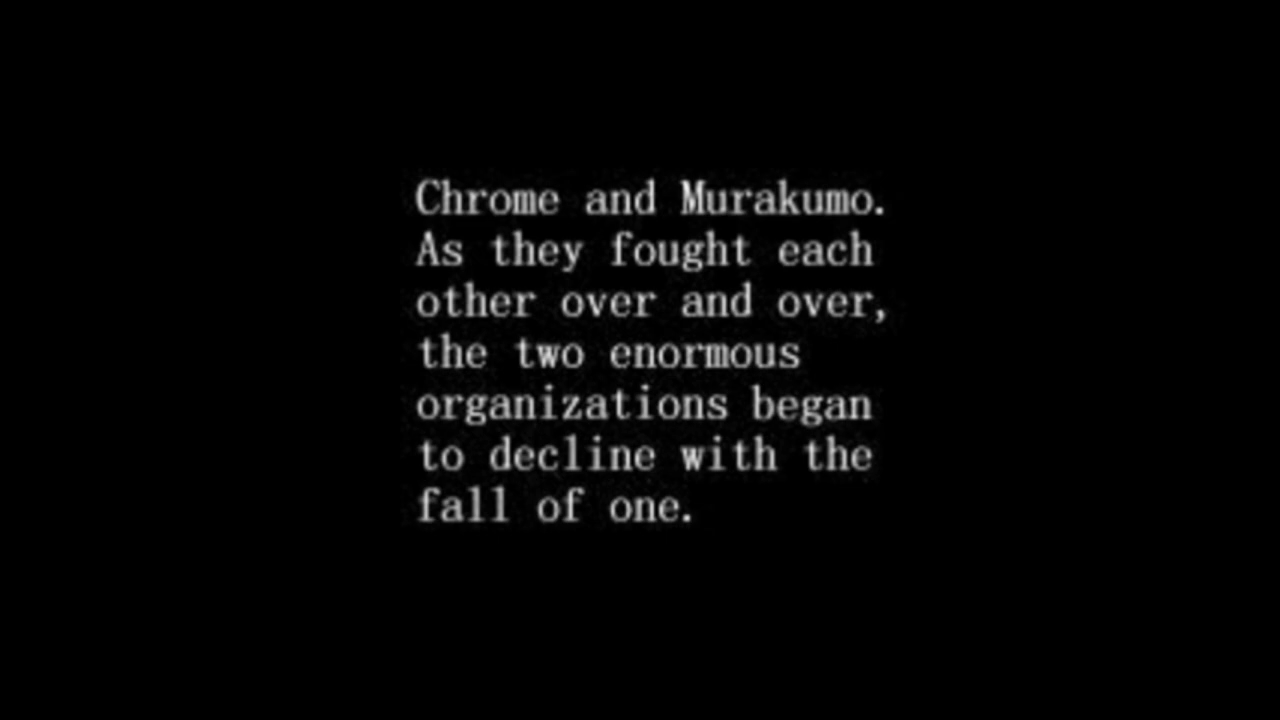 Chrome and Murakumo.
As they fought each
other over and over,
the two enormous
organizations began
to decline with the
fall of one.